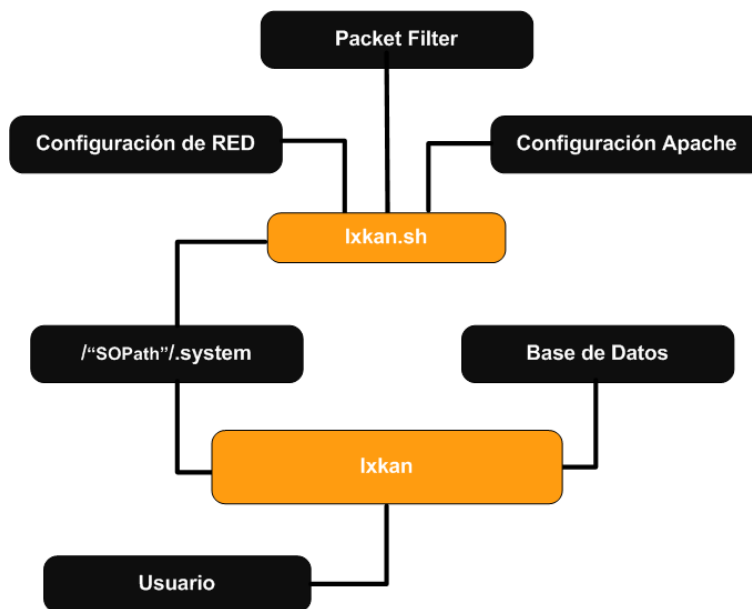 Packet Filter
Configuración de RED
Configuración Apache
Ixkan.sh
/“SOPath”/.system
Base de Datos
Ixkan
Usuario